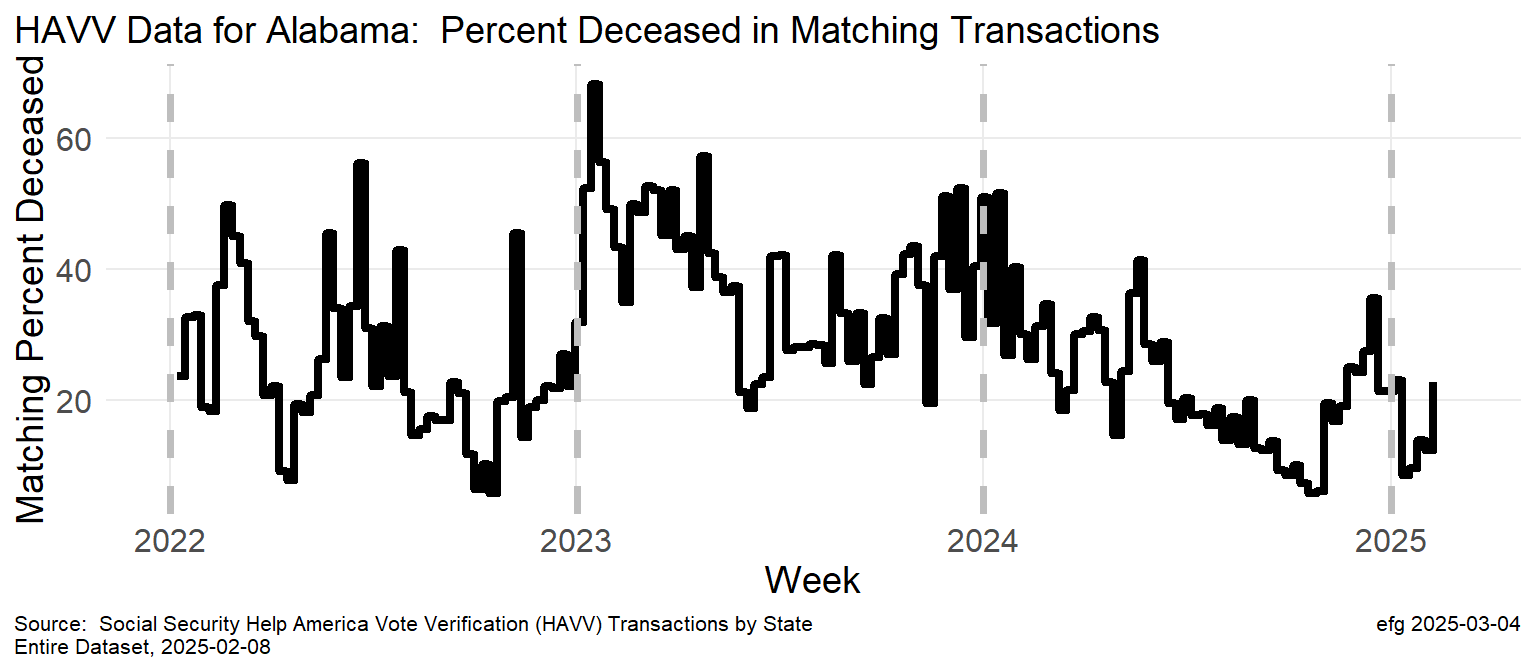 HAVV Data for Alabama:  Percent Deceased in Matching Transactions
Matching Percent Deceased
60
40
20
2022 2023 2024 2025
Week
Source:  Social Security Help America Vote Verification (HAVV) Transactions by State
Entire Dataset, 2025-02-08
efg 2025-03-04